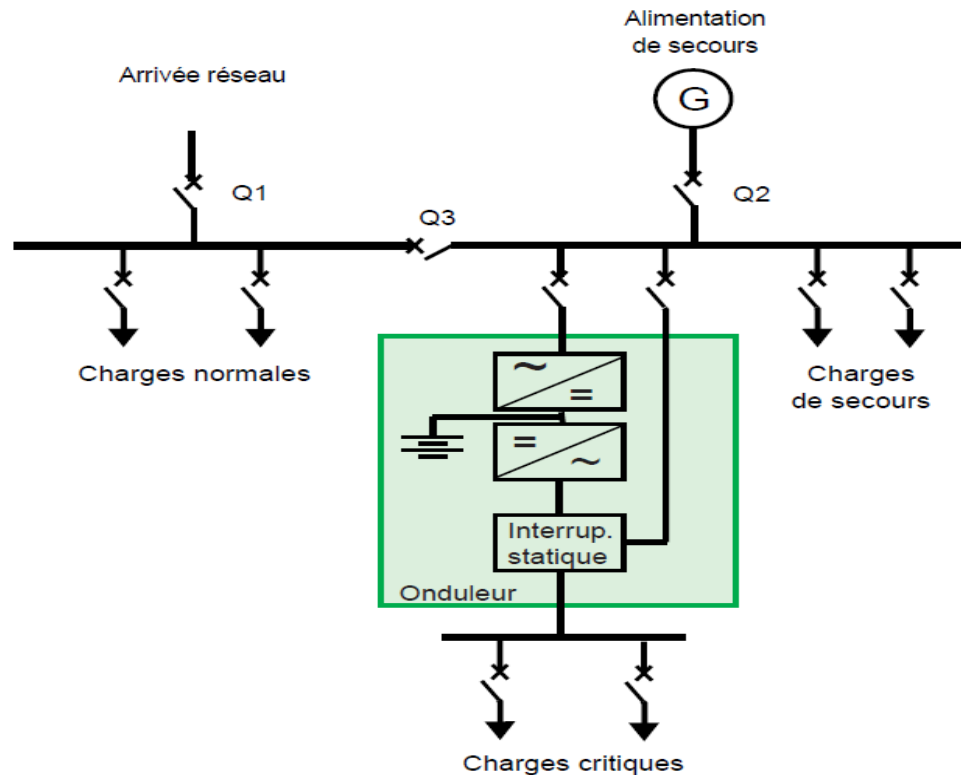 Alimentation
de secours
Arrivée réseau
G
Q1
Q2
Q3
Charges normales
Charges
de secours
~
=
=
~
Interrup.
statique
Onduleur
Charges critiques